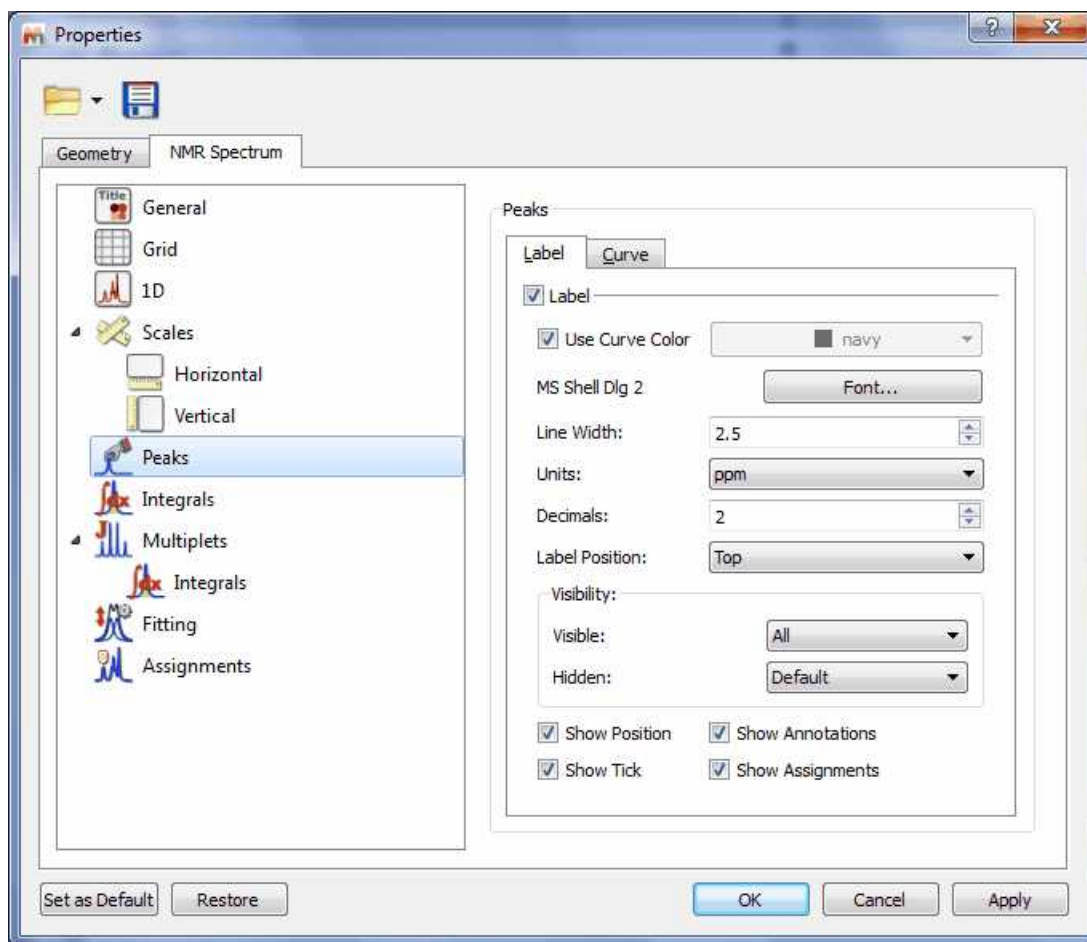 Properties
Geometry
NMR Spectrum
Title
General
Grid
1D
Scales
Horizontal
Vertical
Peaks
Integrals
Multiplets
Integrals
Fitting
Assignments
Peaks
Label
Curve
Label
Use Curve Color
navy
MS Shell Dlg 2
Font...
Line Width:
2.5
Units:
ppm
Decimals:
2
Label Position:
Top
Visibility:
Visible:
All
Hidden:
Default
Show Position
Show Annotations
Show Tick
Show Assignments
Set as Default
Restore
OK
Cancel
Apply